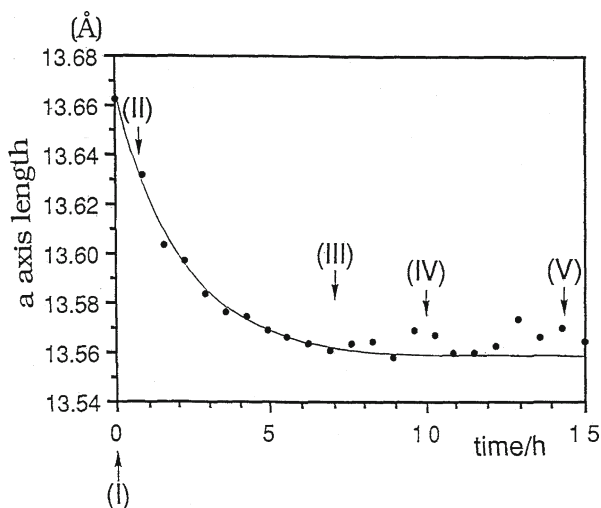 (Å)
13.68
13.66
13.64
13.62
13.60
13.58
13.56
13.54
a axis length
(II)
(III)
(IV)
(V)
0 5 10 15
time/h
(I)